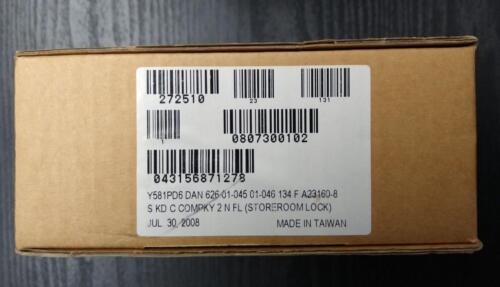 272510
23
131
1
0807300102
043156871278
Y581PD6 DAN 626 01-045 01-046 134 F A23160-8
S KD C COMPKY 2 N FL (STOREROOM LOCK)
JUL 30, 2008 MADE IN TAIWAN